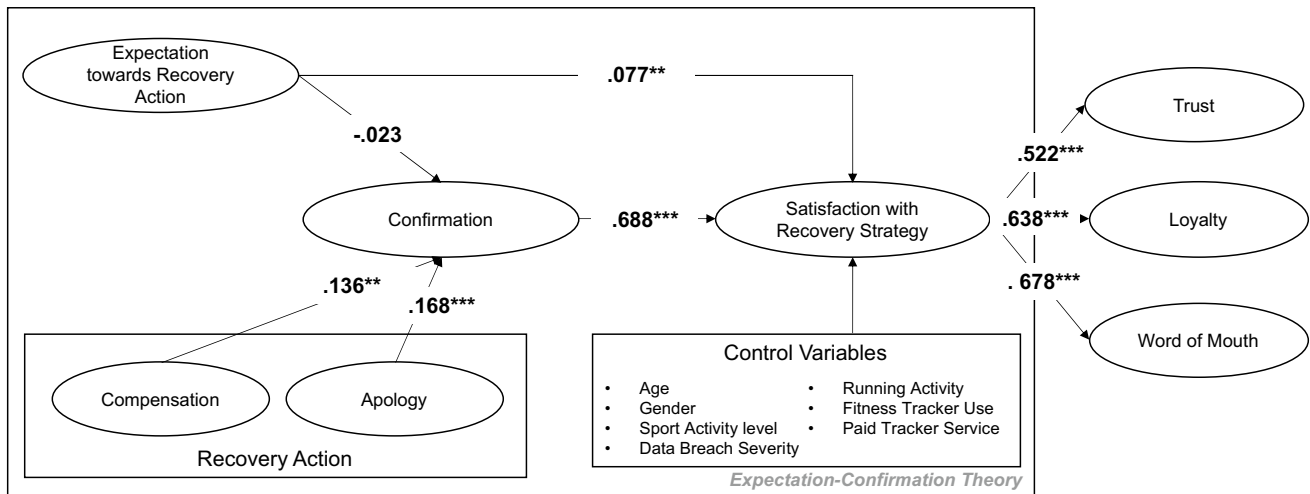 Expectation
towards Recovery
Action
.077**
Trust
-.023
.522***
Confirmation
.688***
Satisfaction with
Recovery Strategy
.638***
Loyalty
.136**
.168***
. 678***
Word of Mouth
Compensation
Apology
Recovery Action
Control Variables
• Age
• Gender
• Sport Activity level
• Data Breach Severity
• Running Activity
• Fitness Tracker Use
• Paid Tracker Service
Expectation-Confirmation Theory